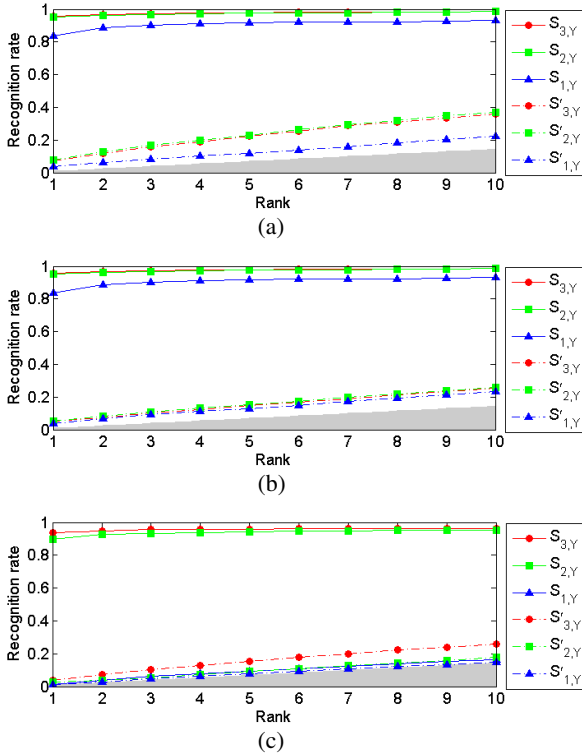 1
0.8
0.6
0.4
0.2
0
Recognition rate
1 2 3 4 5 6 7 8 9 10
Rank
S3,Y
S2,Y
S1,Y
S'3,Y
S'2,Y
S'1,Y
(a)
1
0.8
0.6
0.4
0.2
0
Recognition rate
1 2 3 4 5 6 7 8 9 10
Rank
S3,Y
S2,Y
S1,Y
S'3,Y
S'2,Y
S'1,Y
(b)
1
0.8
0.6
0.4
0.2
0
Recognition rate
1 2 3 4 5 6 7 8 9 10
Rank
S3,Y
S2,Y
S1,Y
S'3,Y
S'2,Y
S'1,Y
(c)